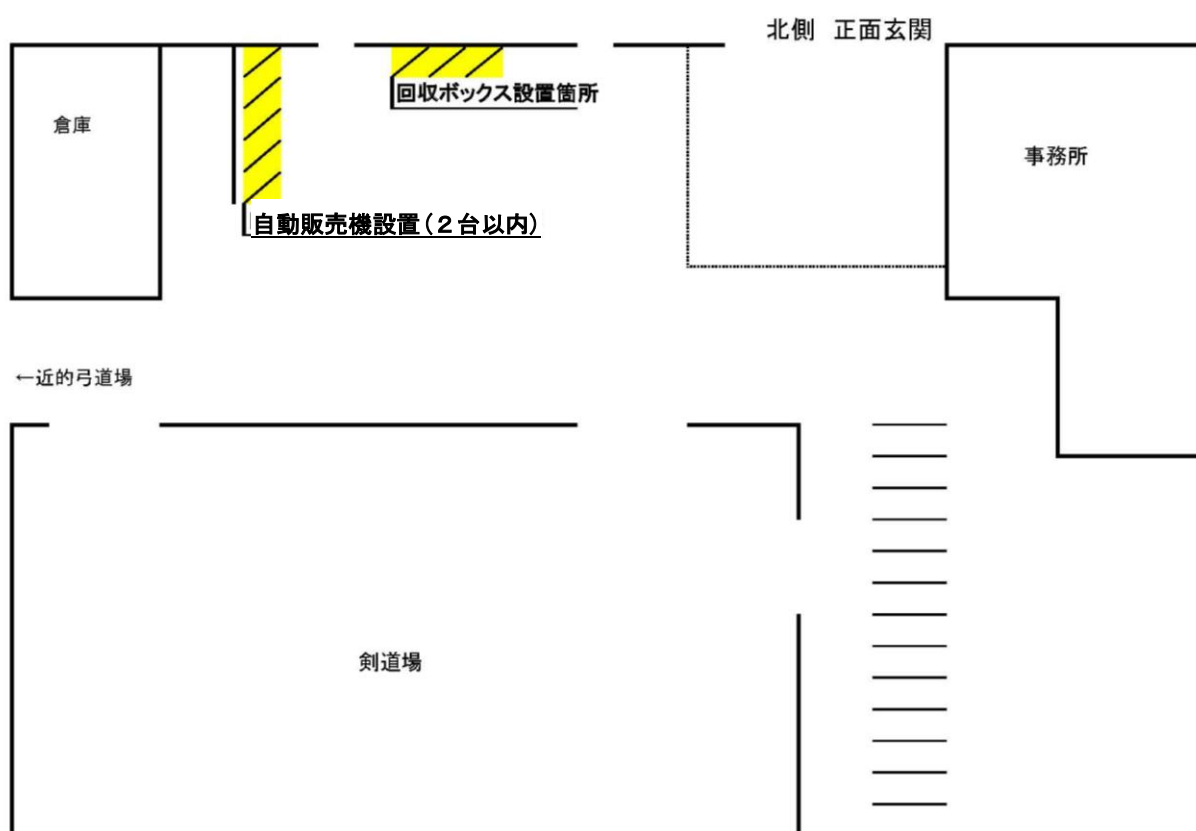 北側 正面玄関
回収ボックス設置箇所
倉庫
事務所
自動販売機設置(2台以内)
←近的弓道場
剣道場